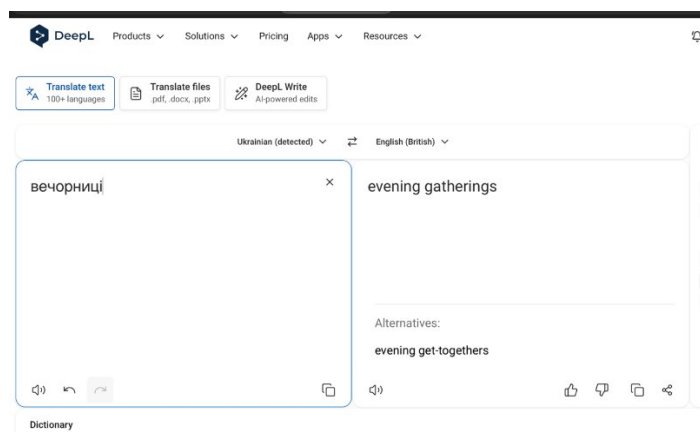 DeepL Products Solutions Pricing Apps Resources
Translate text
100+ languages
Translate files
.pdf, .docx, .pptx
DeepL Write
AI-powered edits
Ukrainian (detected) English (British)
вечорниці
evening gatherings
Alternatives:
evening get-togethers
Dictionary